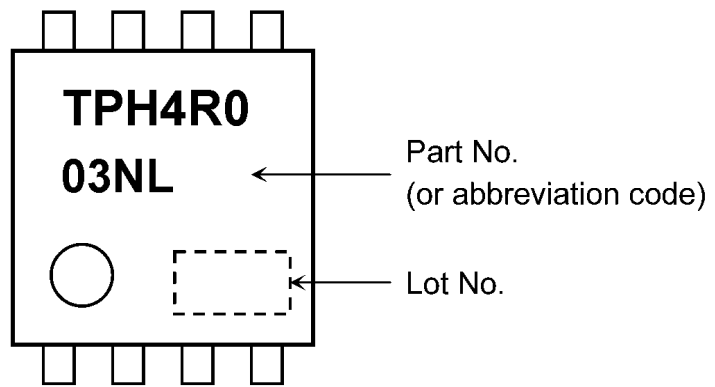 TPH4R0
03NL
Part No.
(or abbreviation code)
Lot No.